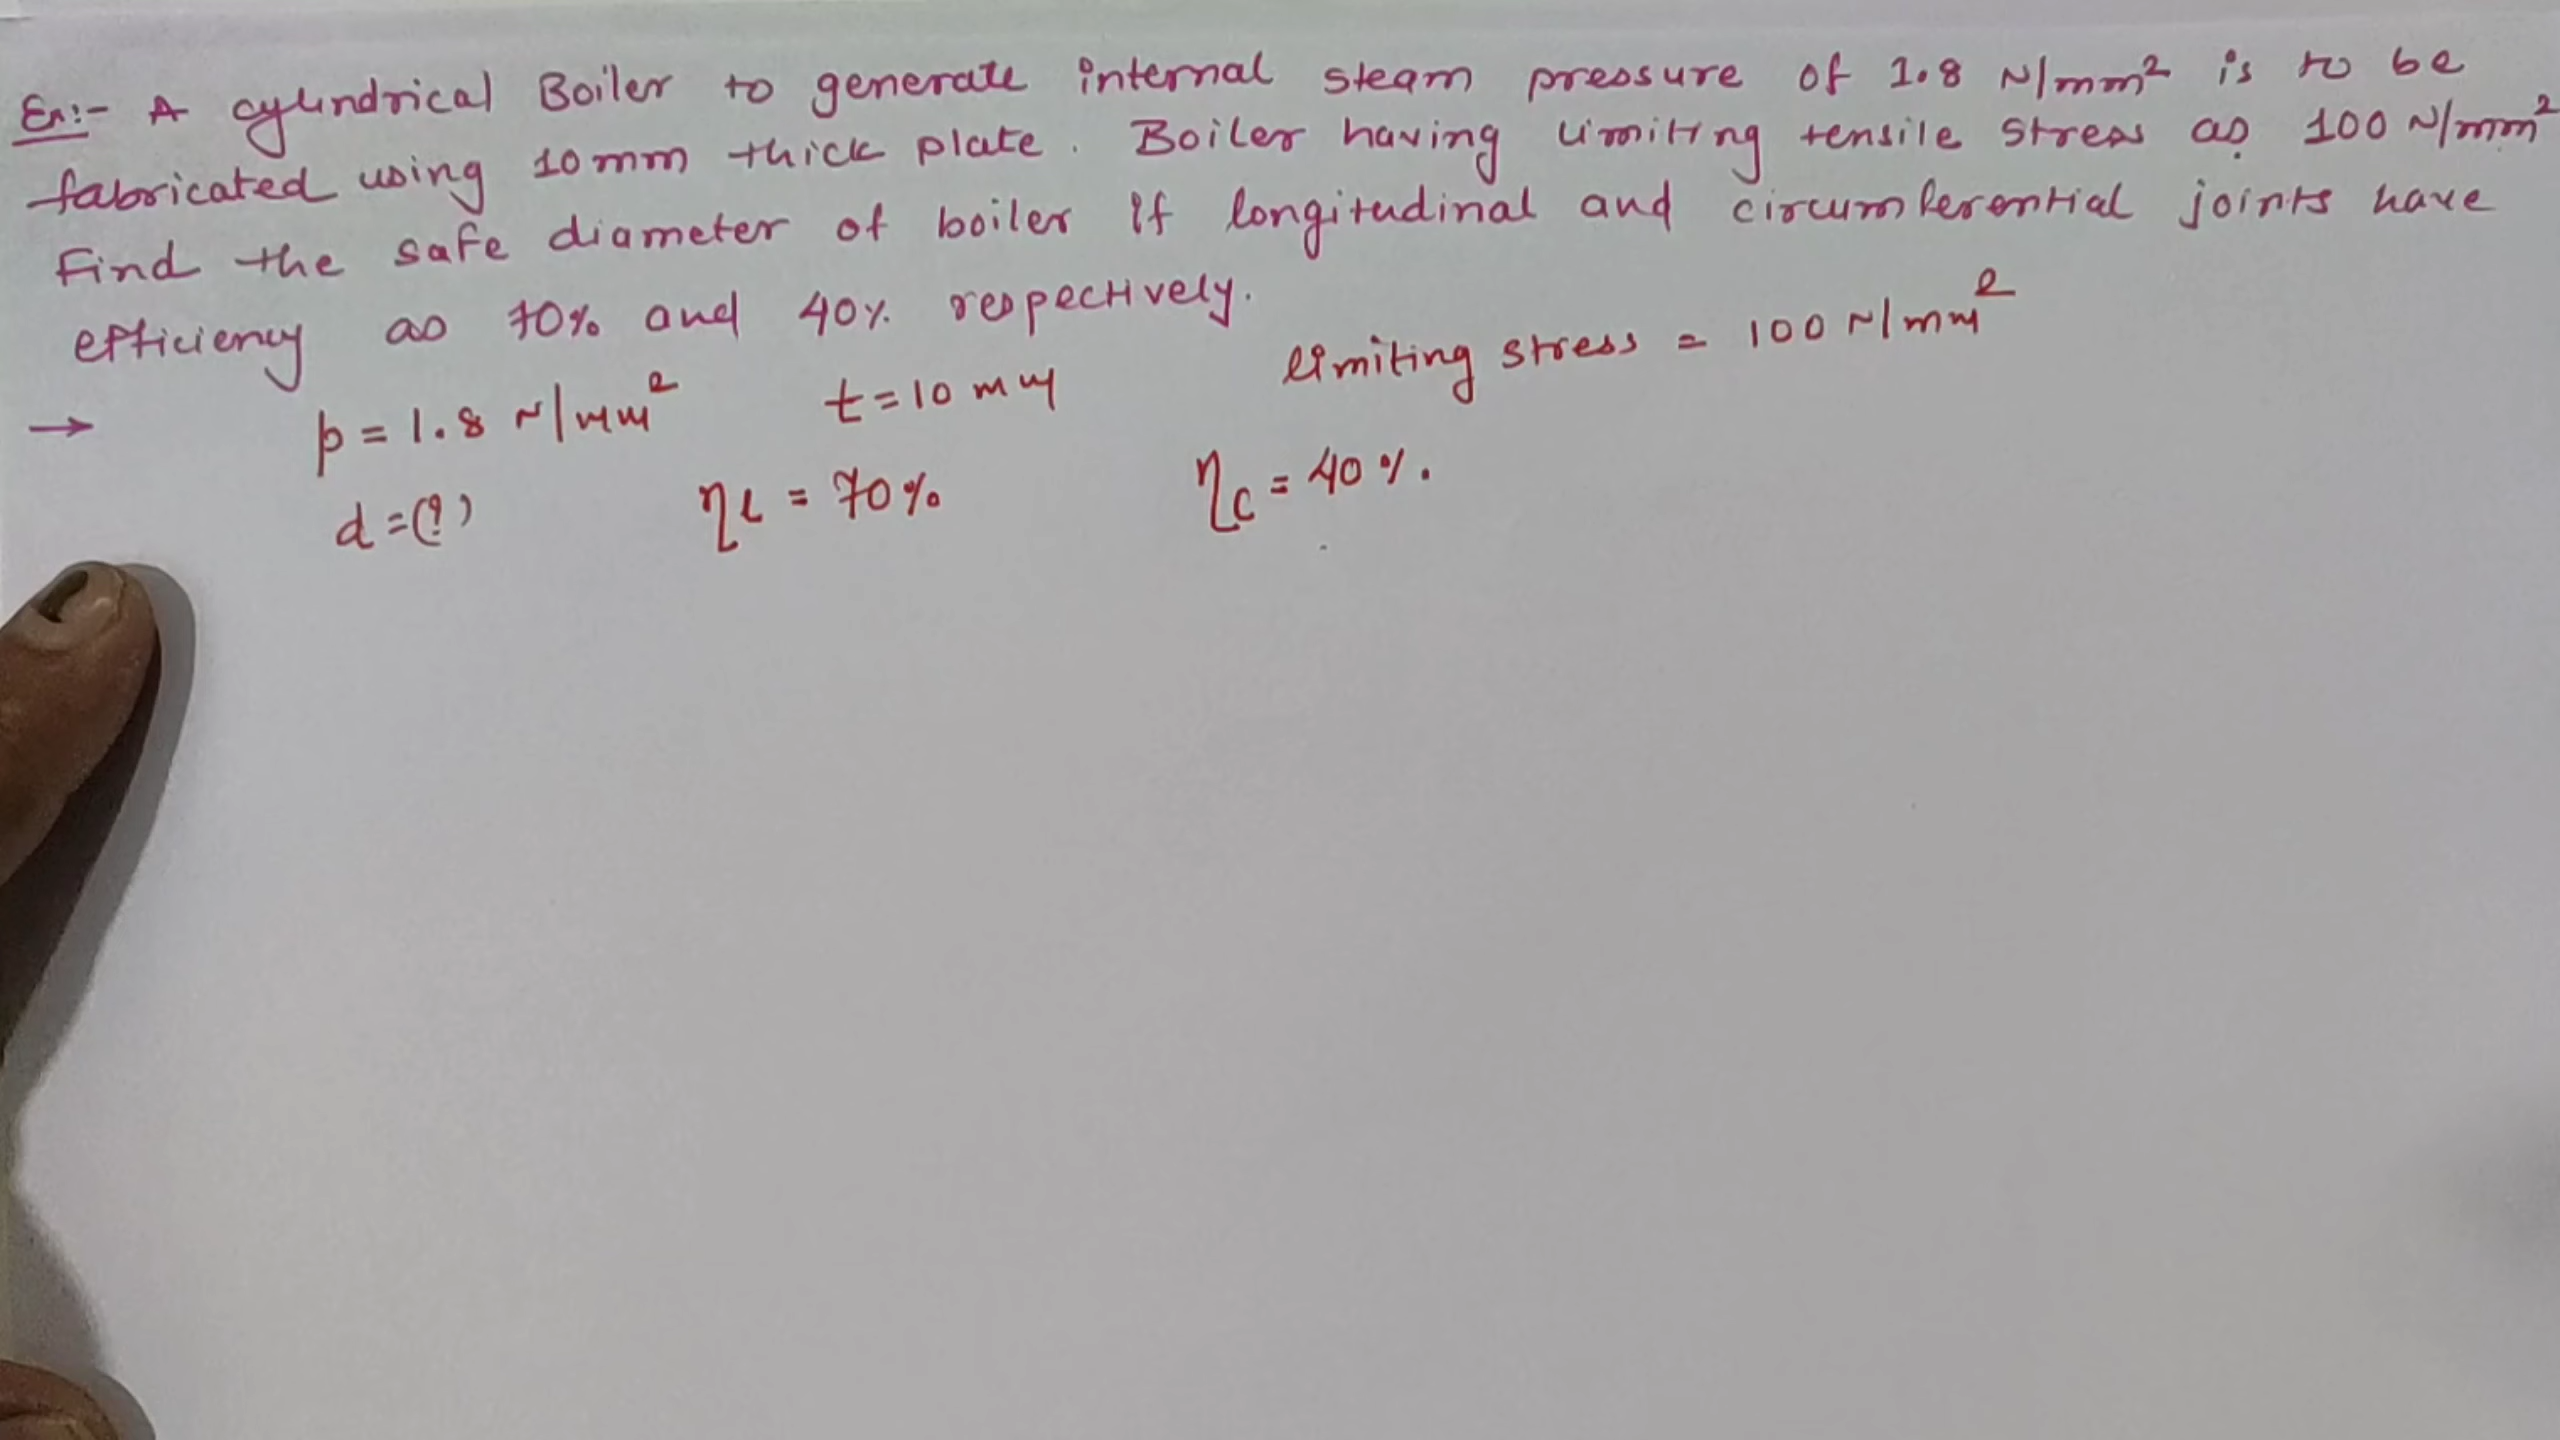 Ex:- A cylindrical Boiler to generate internal steam pressure of 1.8 N/mm² is to be
fabricated using 10mm thick plate. Boiler having limiting tensile stress as 100 N/mm²
Find the safe diameter of boiler if longitudinal and circumferential joints have
efficiency as 70% and 40% respectively.
→ p = 1.8 N/mm² t = 10 mm limiting stress = 100 N/mm²
d = (?) ηL = 70% ηc = 40%.